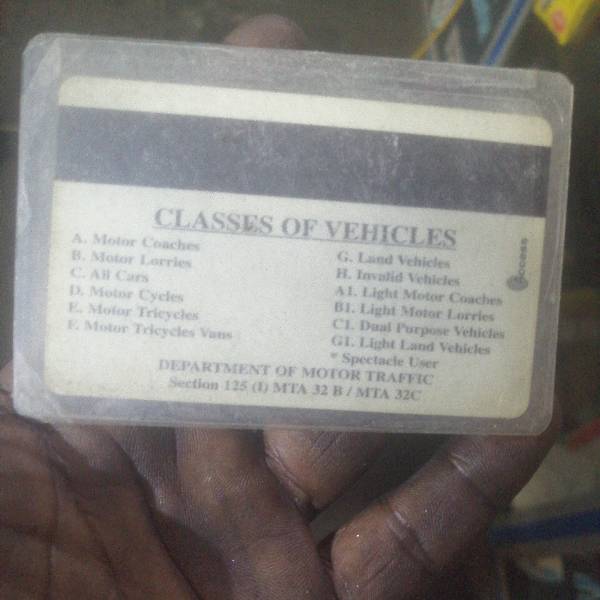 CLASSES OF VEHICLES
A. Motor Coaches
B. Motor Lorries
C. All Cars
D. Motor Cycles
E. Motor Tricycles
F. Motor Tricycles Vans
G. Land Vehicles
H. Invalid Vehicles
A1. Light Motor Coaches
B1. Light Motor Lorries
C1. Dual Purpose Vehicles
G1. Light Land Vehicles
* Spectacle User
DEPARTMENT OF MOTOR TRAFFIC
Section 125 (1) MTA 32 B / MTA 32C
access